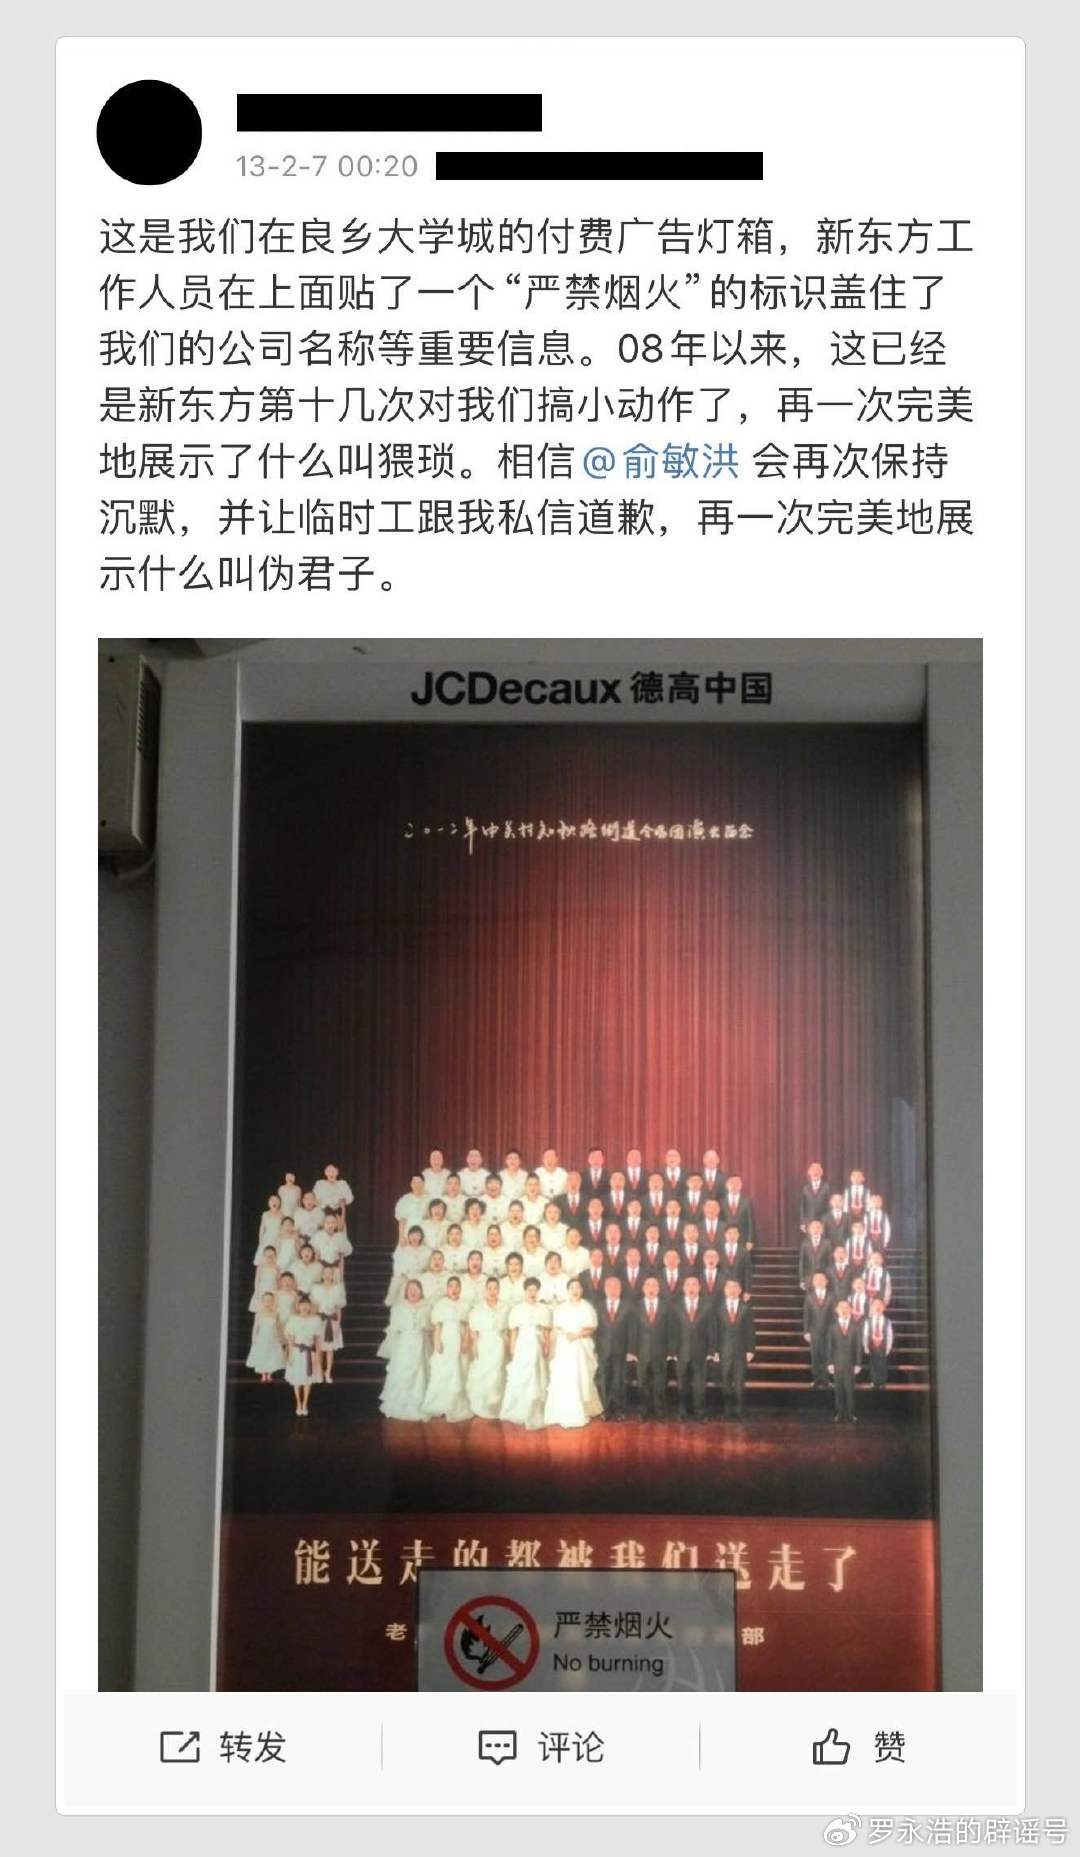 13-2-7 00:20
这是我们在良乡大学城的付费广告灯箱，新东方工
作人员在上面贴了一个“严禁烟火”的标识盖住了
我们的公司名称等重要信息。08年以来，这已经
是新东方第十几次对我们搞小动作了，再一次完美
地展示了什么叫猥琐。相信@俞敏洪 会再次保持
沉默，并让临时工跟我私信道歉，再一次完美地展
示什么叫伪君子。
JCDecaux 德高中国
二〇一二年中关村知秋路街道合唱团演出留念
能送走的都被我们送走了
老
部
严禁烟火
No burning
转发
评论
赞
罗永浩的辟谣号